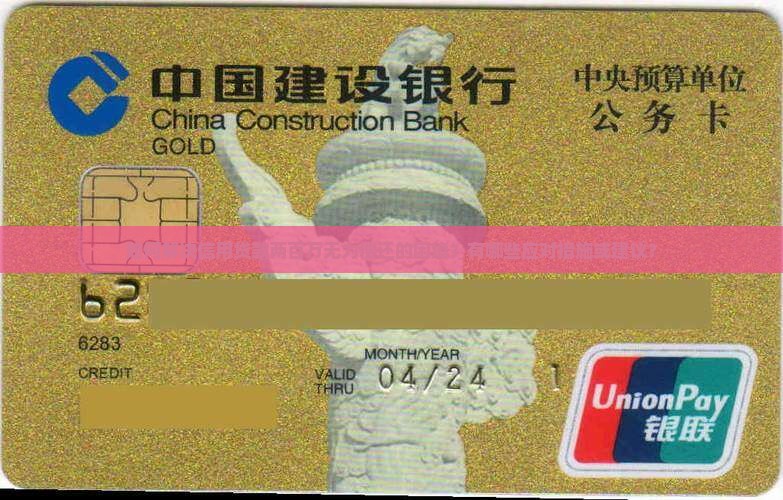 中国建设银行
China Construction Bank
GOLD
中央预算单位
公务卡
62
6283
CREDIT
MONTH/YEAR
VALID THRU 04/24 1
UnionPay
银联